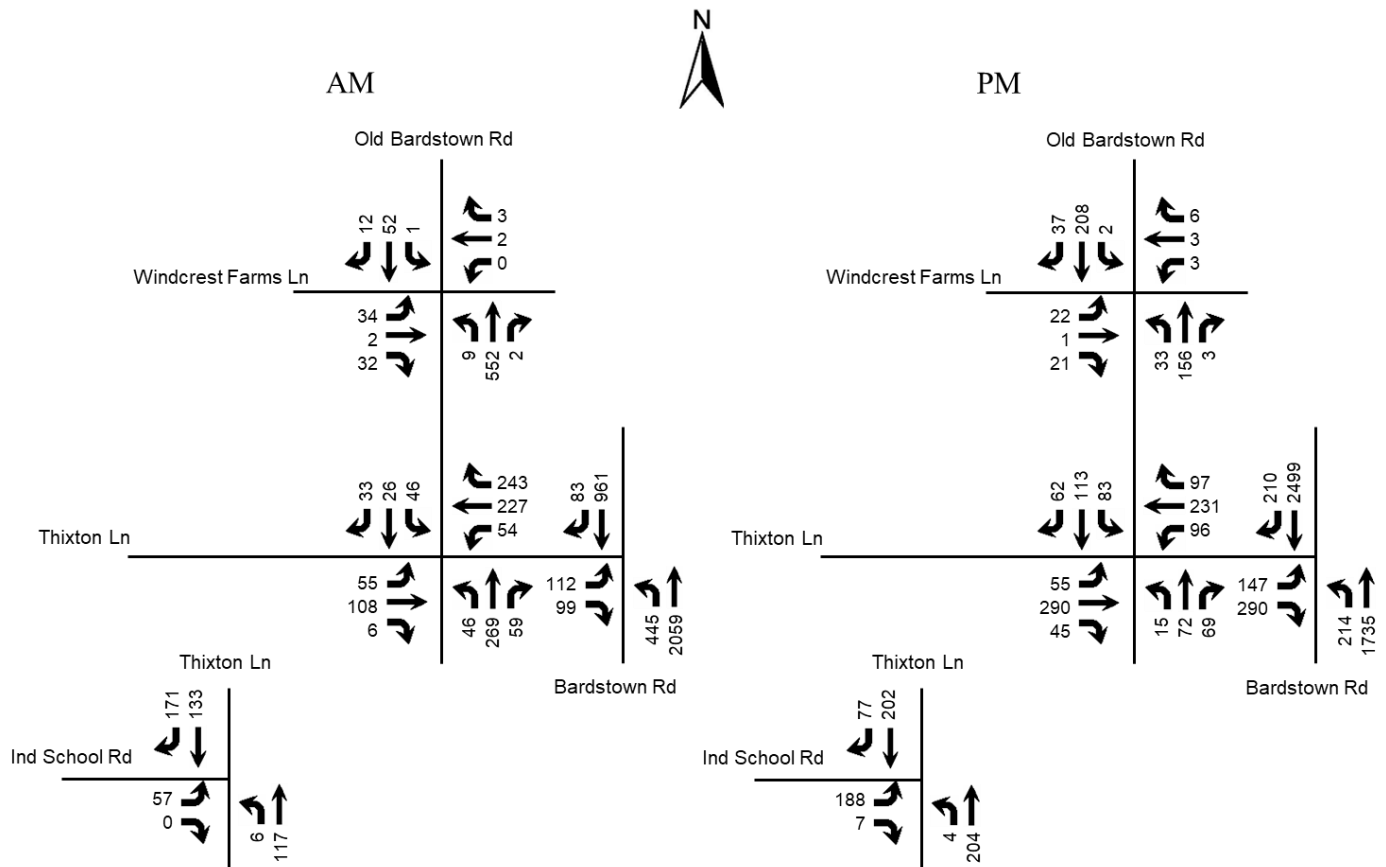 N
AM
PM
Old Bardstown Rd
12 52 1
3
2
0
Windcrest Farms Ln
34
2
32
9 552 2
33 26 46
243
227
54
83 961
Thixton Ln
55
108
6
46 269 59
112
99
445 2059
Bardstown Rd
Thixton Ln
171 133
Ind School Rd
57
0
6 117
Old Bardstown Rd
37 208 2
6
3
3
Windcrest Farms Ln
22
1
21
33 156 3
62 113 83
97
231
96
210 2499
Thixton Ln
55
290
45
15 72 69
147
290
214 1735
Bardstown Rd
Thixton Ln
77 202
Ind School Rd
188
7
4 204